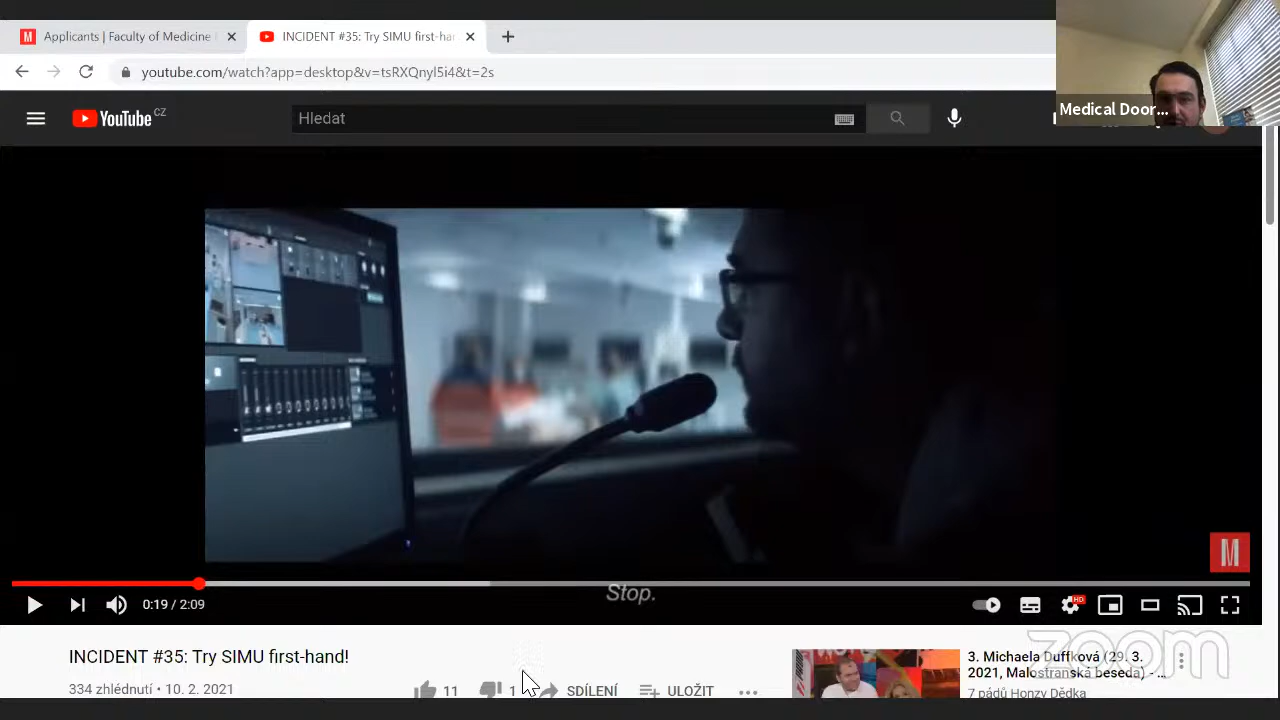 Applicants | Faculty of Medicine
INCIDENT #35: Try SIMU first-han
youtube.com/watch?app=desktop&v=tsRXQnyl5i4&t=2s
Medical Door...
YouTube CZ
Hledat
M
Stop.
0:19 / 2:09
HD
zoom
INCIDENT #35: Try SIMU first-hand!
334 zhlédnutí • 10. 2. 2021
11
1
SDÍLENÍ
ULOŽIT
3. Michaela Duffková (29. 3.
2021, Malostranská beseda) - ...
7 pádů Honzy Dědka